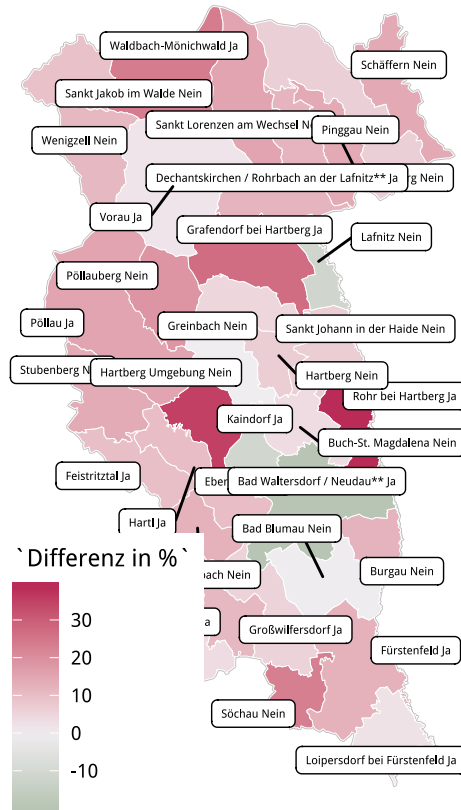 Waldbach-Mönichwald Ja
Schäffern Nein
Sankt Jakob im Walde Nein
Sankt Lorenzen am Wechsel
Pinggau Nein
Wenigzell Nein
Dechantskirchen / Rohrbach an der Lafnitz** Ja
Nein
Vorau Ja
Grafendorf bei Hartberg Ja
Lafnitz Nein
Pöllauberg Nein
Pöllau Ja
Greinbach Nein
Sankt Johann in der Haide Nein
Stubenberg
Hartberg Umgebung Nein
Hartberg Nein
Rohr bei Hartberg Ja
Kaindorf Ja
Buch-St. Magdalena Nein
Feistritztal Ja
Bad Waltersdorf / Neudau** Ja
Hartl Ja
Bad Blumau Nein
`Differenz in %`
Nein
Burgau Nein
30
20
Großwilfersdorf Ja
Fürstenfeld Ja
10
Söchau Nein
0
Loipersdorf bei Fürstenfeld Ja
-10